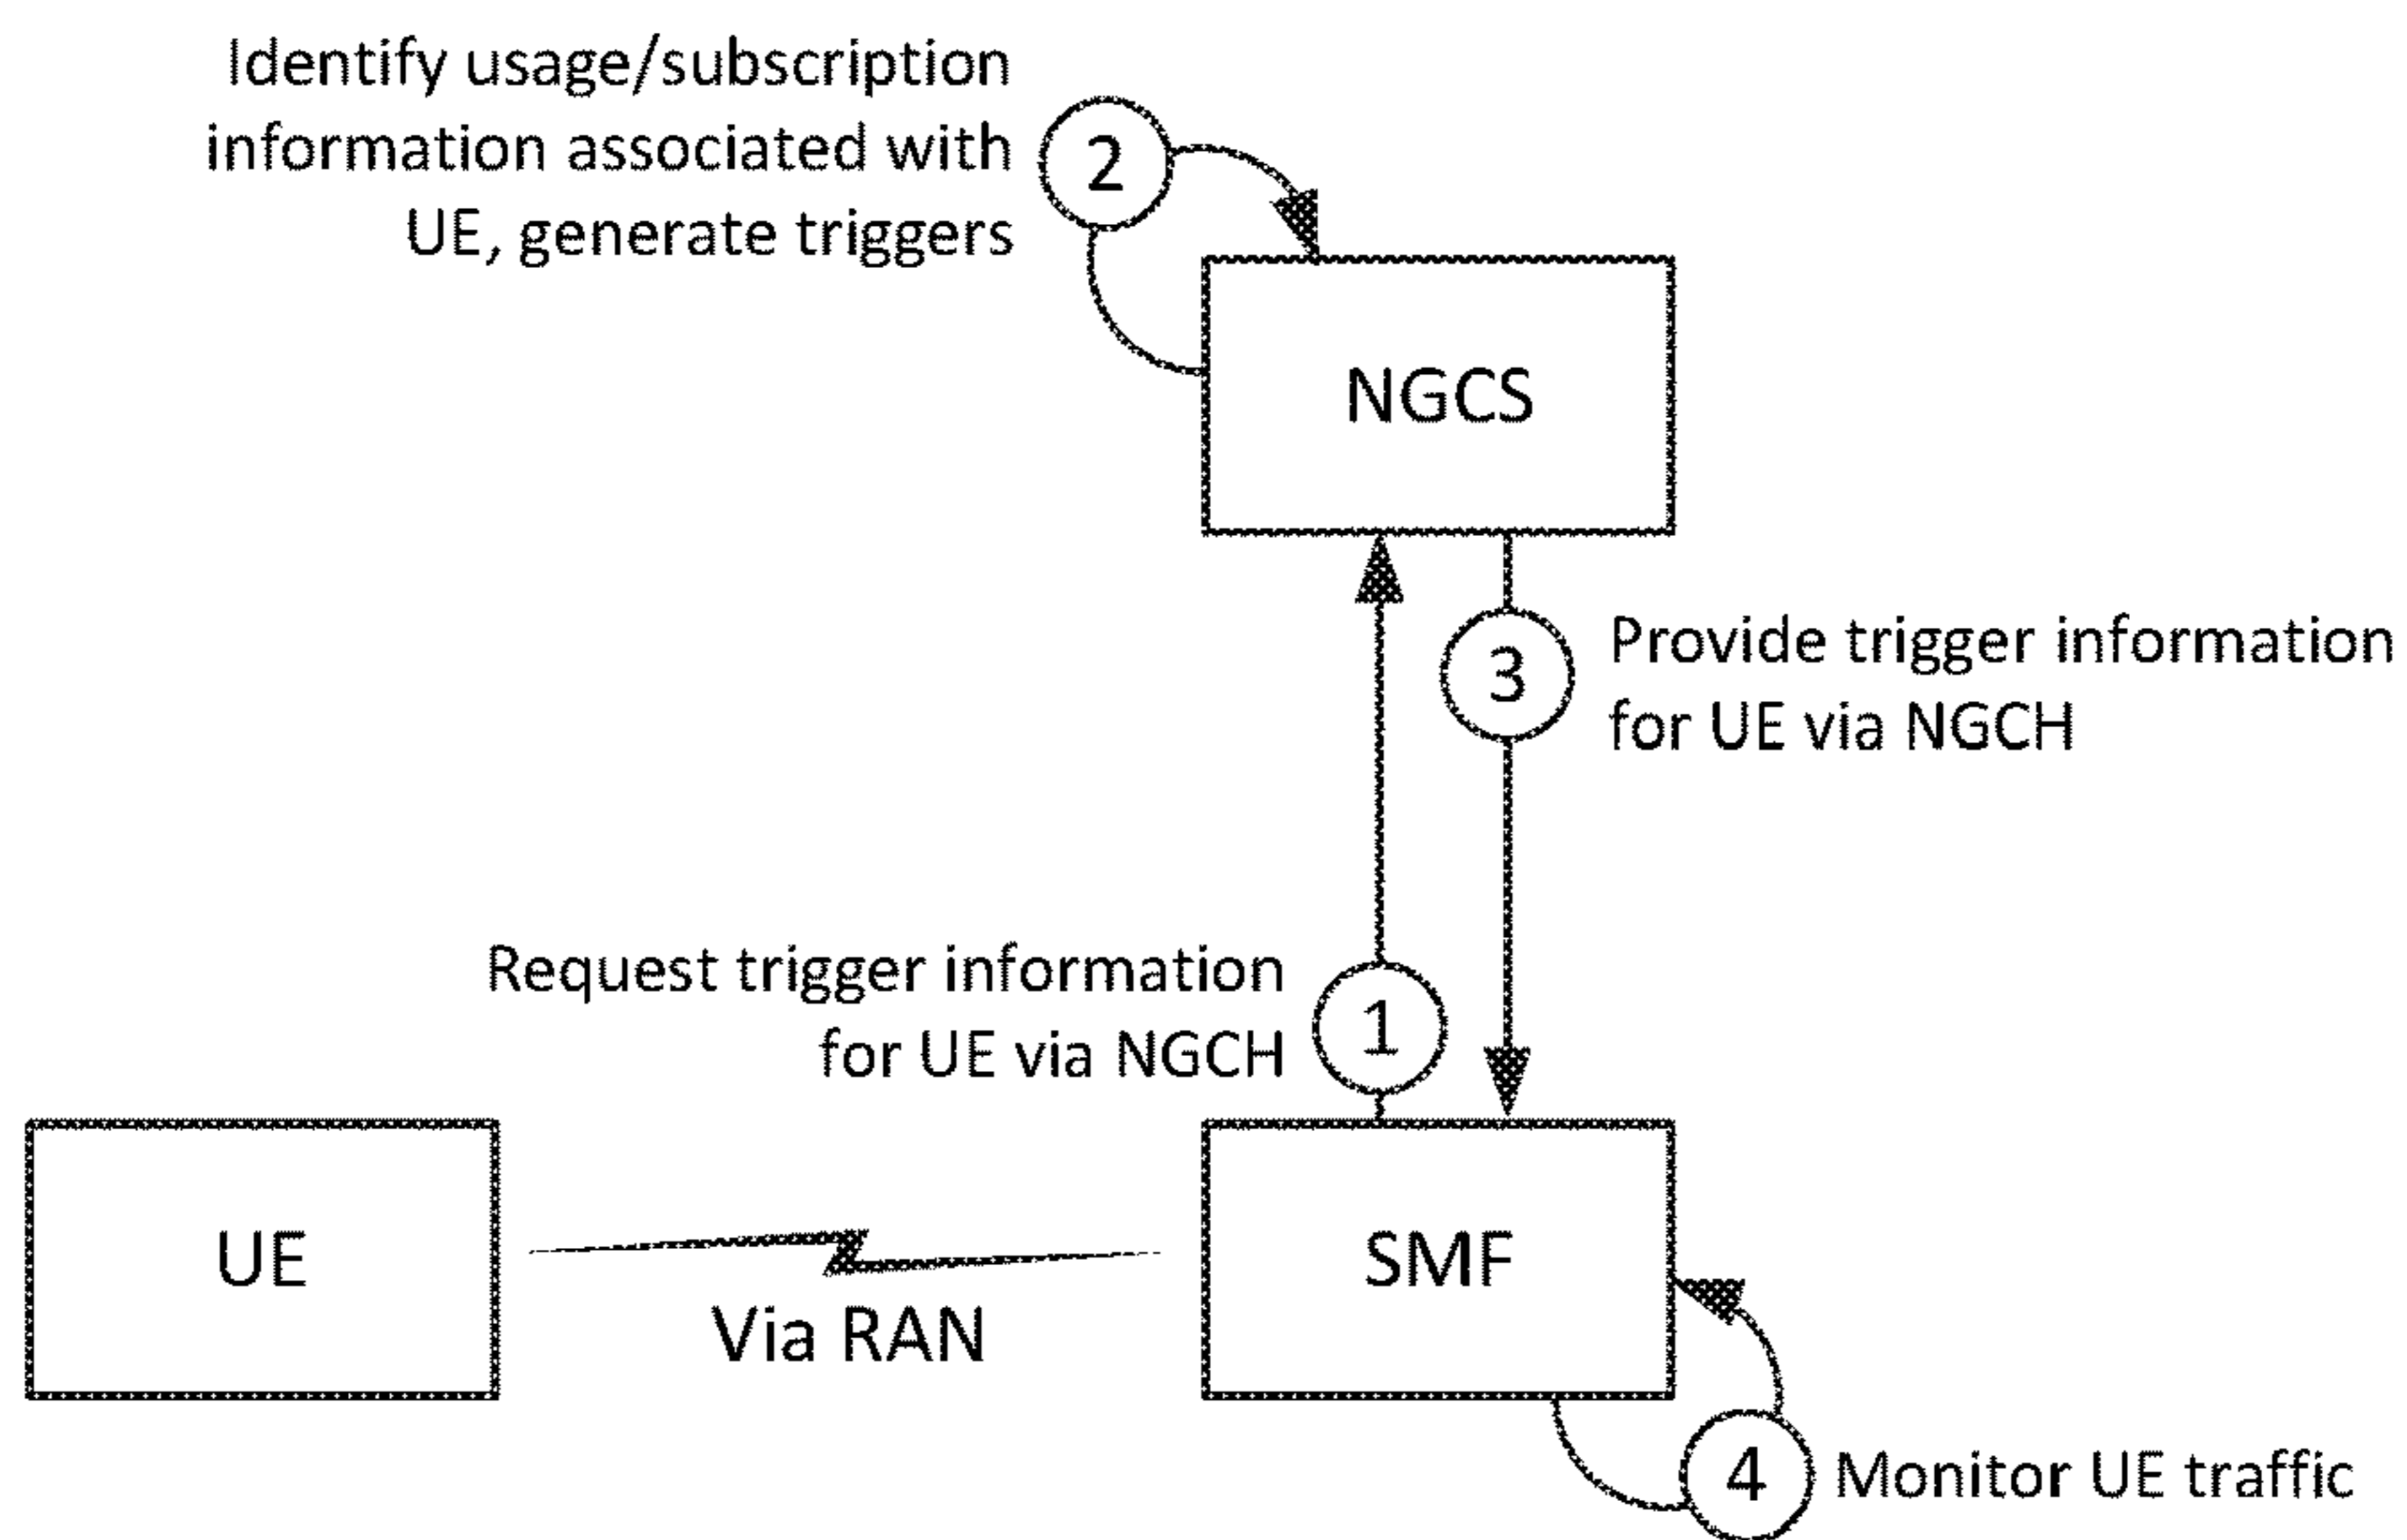 Identify usage/subscription
information associated with
UE, generate triggers
2
NGCS
3
Provide trigger information
for UE via NGCH
Request trigger information
for UE via NGCH
1
UE
Via RAN
SMF
4
Monitor UE traffic